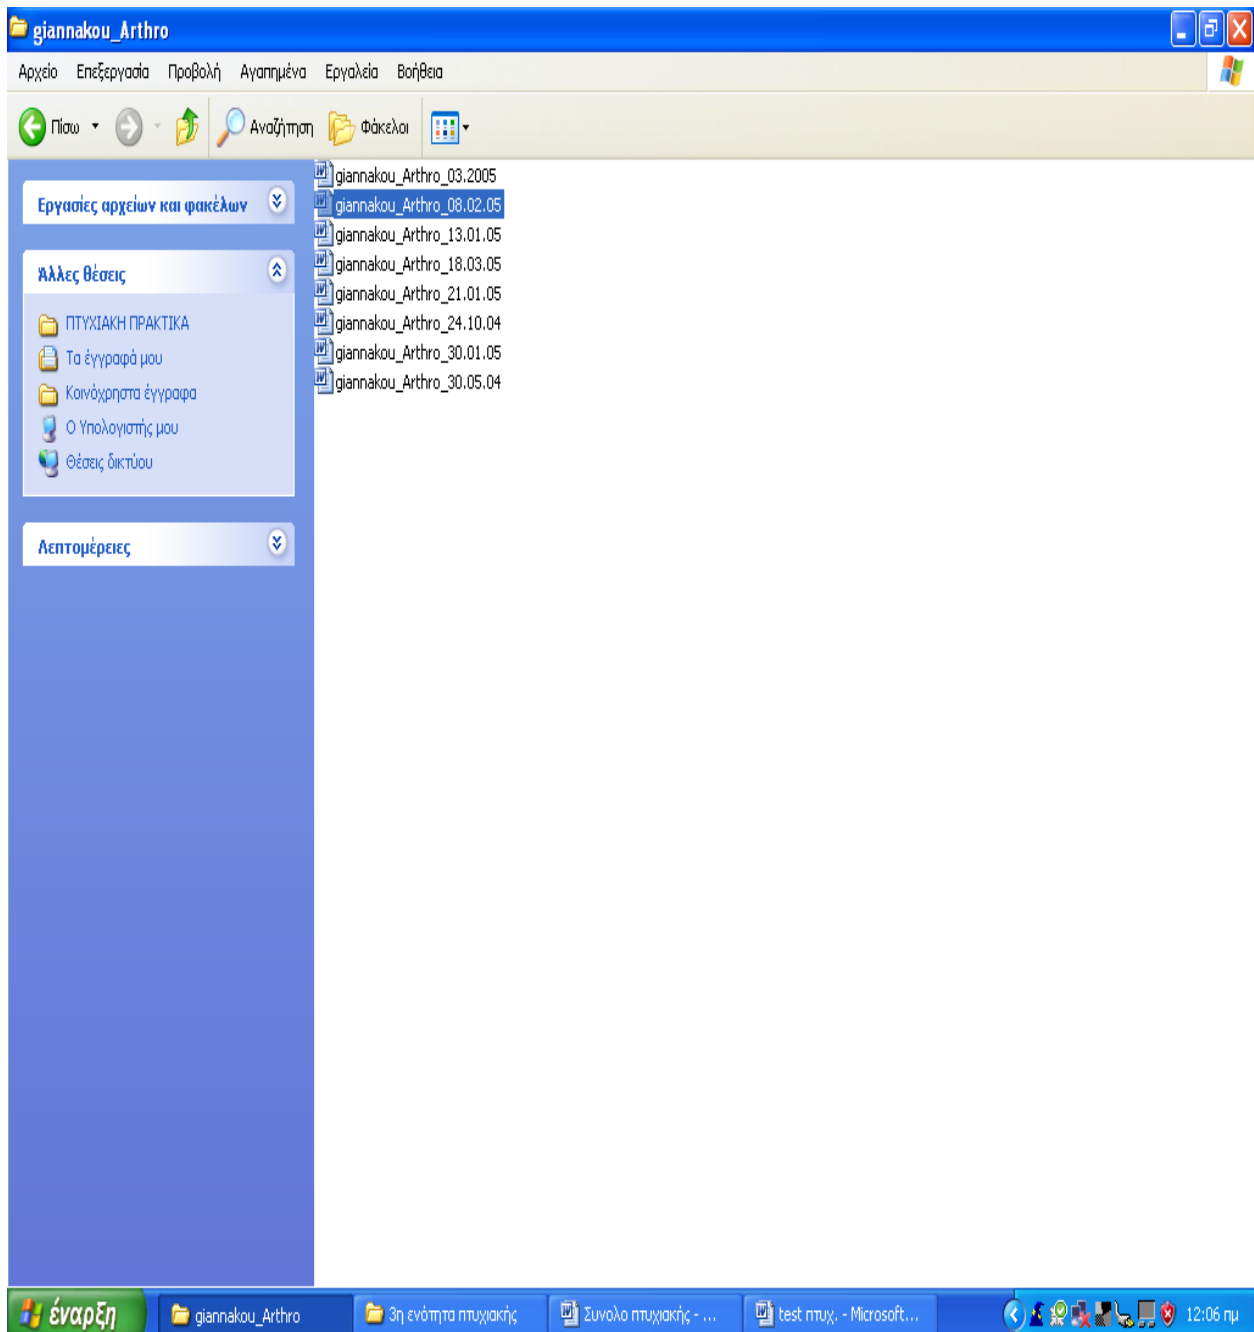 giannakou_Arthro
Αρχείο Επεξεργασία Προβολή Αγαπημένα Εργαλεία Βοήθεια
Πίσω Αναζήτηση Φάκελοι
Εργασίες αρχείων και φακέλων
Άλλες θέσεις
ΠΤΥΧΙΑΚΗ ΠΡΑΚΤΙΚΑ
Τα έγγραφά μου
Κοινόχρηστα έγγραφα
Ο Υπολογιστής μου
Θέσεις δικτύου
Λεπτομέρειες
giannakou_Arthro_03.2005
giannakou_Arthro_08.02.05
giannakou_Arthro_13.01.05
giannakou_Arthro_18.03.05
giannakou_Arthro_21.01.05
giannakou_Arthro_24.10.04
giannakou_Arthro_30.01.05
giannakou_Arthro_30.05.04
έναρξη giannakou_Arthro 3η ενότητα πτυχιακής Συνολο πτυχιακής - ... test πτυχ. - Microsoft... 12:06 πμ